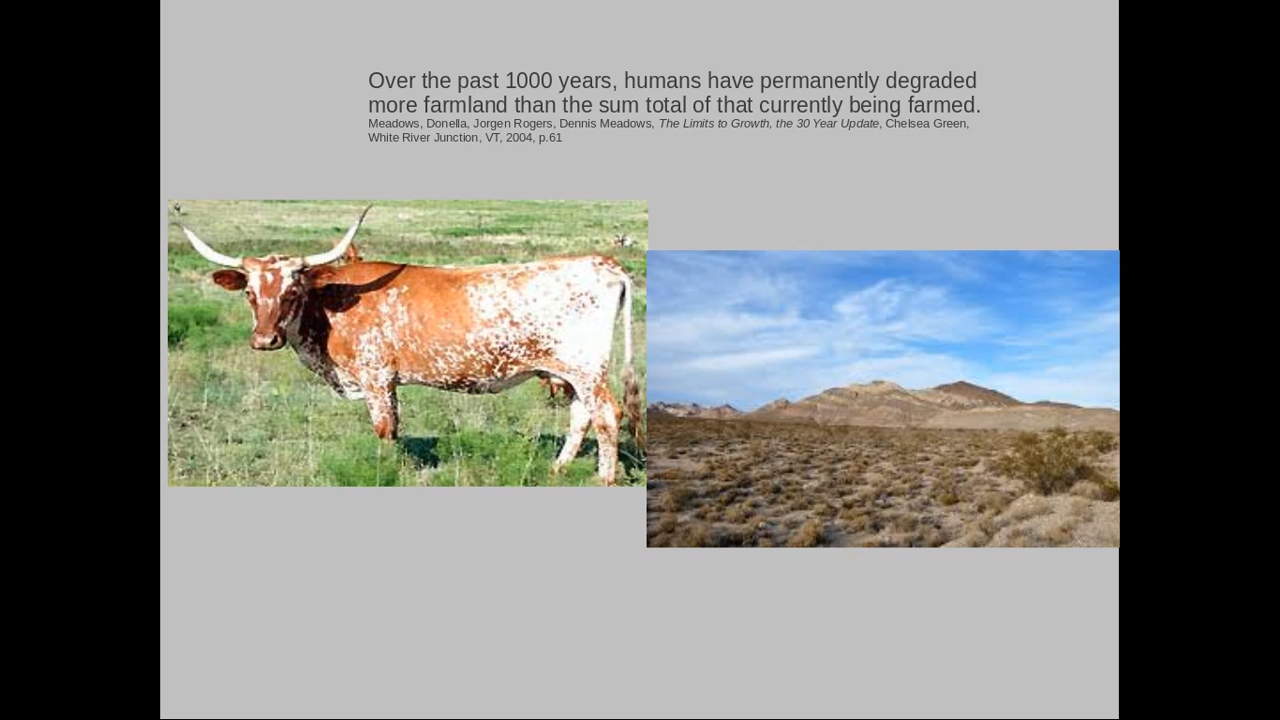 Over the past 1000 years, humans have permanently degraded
more farmland than the sum total of that currently being farmed.
Meadows, Donella, Jorgen Rogers, Dennis Meadows, The Limits to Growth, the 30 Year Update, Chelsea Green,
White River Junction, VT, 2004, p.61